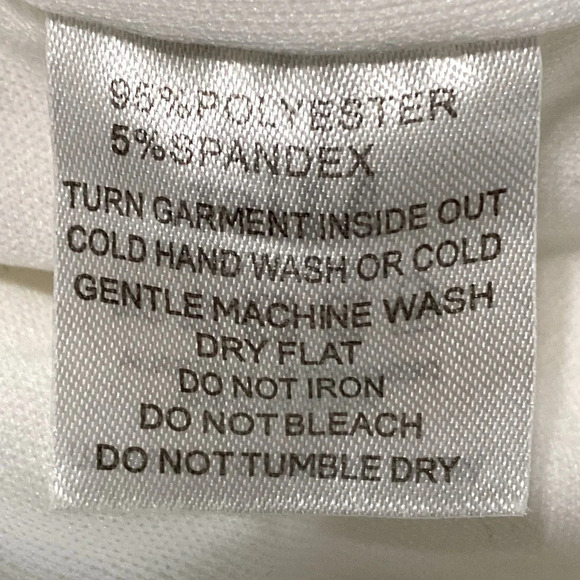 95%POLYESTER
5%SPANDEX
TURN GARMENT INSIDE OUT
COLD HAND WASH OR COLD
GENTLE MACHINE WASH
DRY FLAT
DO NOT IRON
DO NOT BLEACH
DO NOT TUMBLE DRY